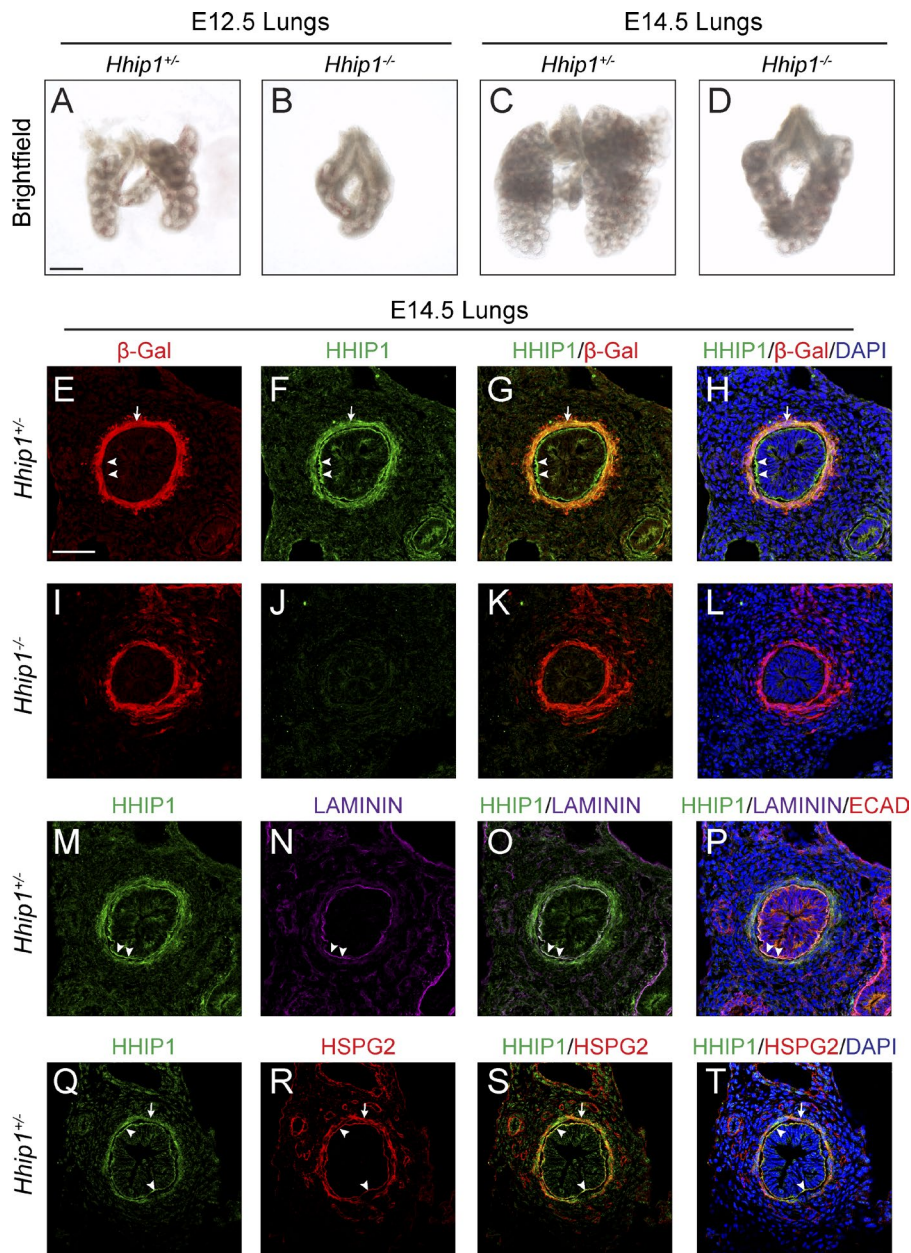 E12.5 Lungs E14.5 Lungs
Hhip1+/- Hhip1-/- Hhip1+/- Hhip1-/-
Brightfield
A B C D
E14.5 Lungs
β-Gal HHIP1 HHIP1/β-Gal HHIP1/β-Gal/DAPI
Hhip1+/-
E F G H
Hhip1-/-
I J K L
HHIP1 LAMININ HHIP1/LAMININ HHIP1/LAMININ/ECAD
Hhip1+/-
M N O P
HHIP1 HSPG2 HHIP1/HSPG2 HHIP1/HSPG2/DAPI
Hhip1+/-
Q R S T